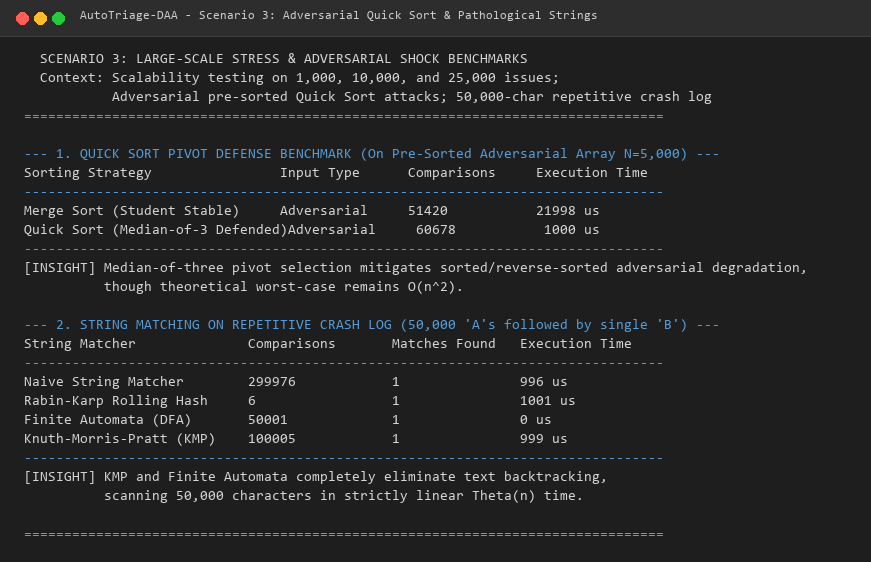 AutoTriage-DAA - Scenario 3: Adversarial Quick Sort & Pathological Strings
SCENARIO 3: LARGE-SCALE STRESS & ADVERSARIAL SHOCK BENCHMARKS
Context: Scalability testing on 1,000, 10,000, and 25,000 issues;
Adversarial pre-sorted Quick Sort attacks; 50,000-char repetitive crash log
================================================================================
--- 1. QUICK SORT PIVOT DEFENSE BENCHMARK (On Pre-Sorted Adversarial Array N=5,000) ---
Sorting Strategy                Input Type      Comparisons     Execution Time
--------------------------------------------------------------------------------
Merge Sort (Student Stable)     Adversarial     51420           21998 us
Quick Sort (Median-of-3 Defended)Adversarial     60678           1000 us
--------------------------------------------------------------------------------
[INSIGHT] Median-of-three pivot selection mitigates sorted/reverse-sorted adversarial degradation,
though theoretical worst-case remains O(n^2).
--- 2. STRING MATCHING ON REPETITIVE CRASH LOG (50,000 'A's followed by single 'B') ---
String Matcher              Comparisons       Matches Found   Execution Time
--------------------------------------------------------------------------------
Naive String Matcher        299976            1               996 us
Rabin-Karp Rolling Hash     6                 1               1001 us
Finite Automata (DFA)       50001             1               0 us
Knuth-Morris-Pratt (KMP)    100005            1               999 us
--------------------------------------------------------------------------------
[INSIGHT] KMP and Finite Automata completely eliminate text backtracking,
scanning 50,000 characters in strictly linear Theta(n) time.
================================================================================